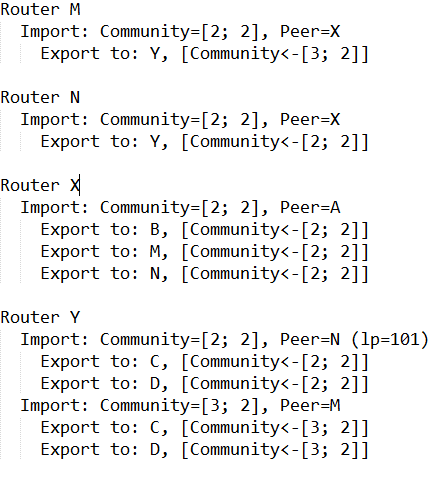 Router M
Import: Community=[2; 2], Peer=X
Export to: Y, [Community<-[3; 2]]
Router N
Import: Community=[2; 2], Peer=X
Export to: Y, [Community<-[2; 2]]
Router X
Import: Community=[2; 2], Peer=A
Export to: B, [Community<-[2; 2]]
Export to: M, [Community<-[2; 2]]
Export to: N, [Community<-[2; 2]]
Router Y
Import: Community=[2; 2], Peer=N (lp=101)
Export to: C, [Community<-[2; 2]]
Export to: D, [Community<-[2; 2]]
Import: Community=[3; 2], Peer=M
Export to: C, [Community<-[3; 2]]
Export to: D, [Community<-[3; 2]]